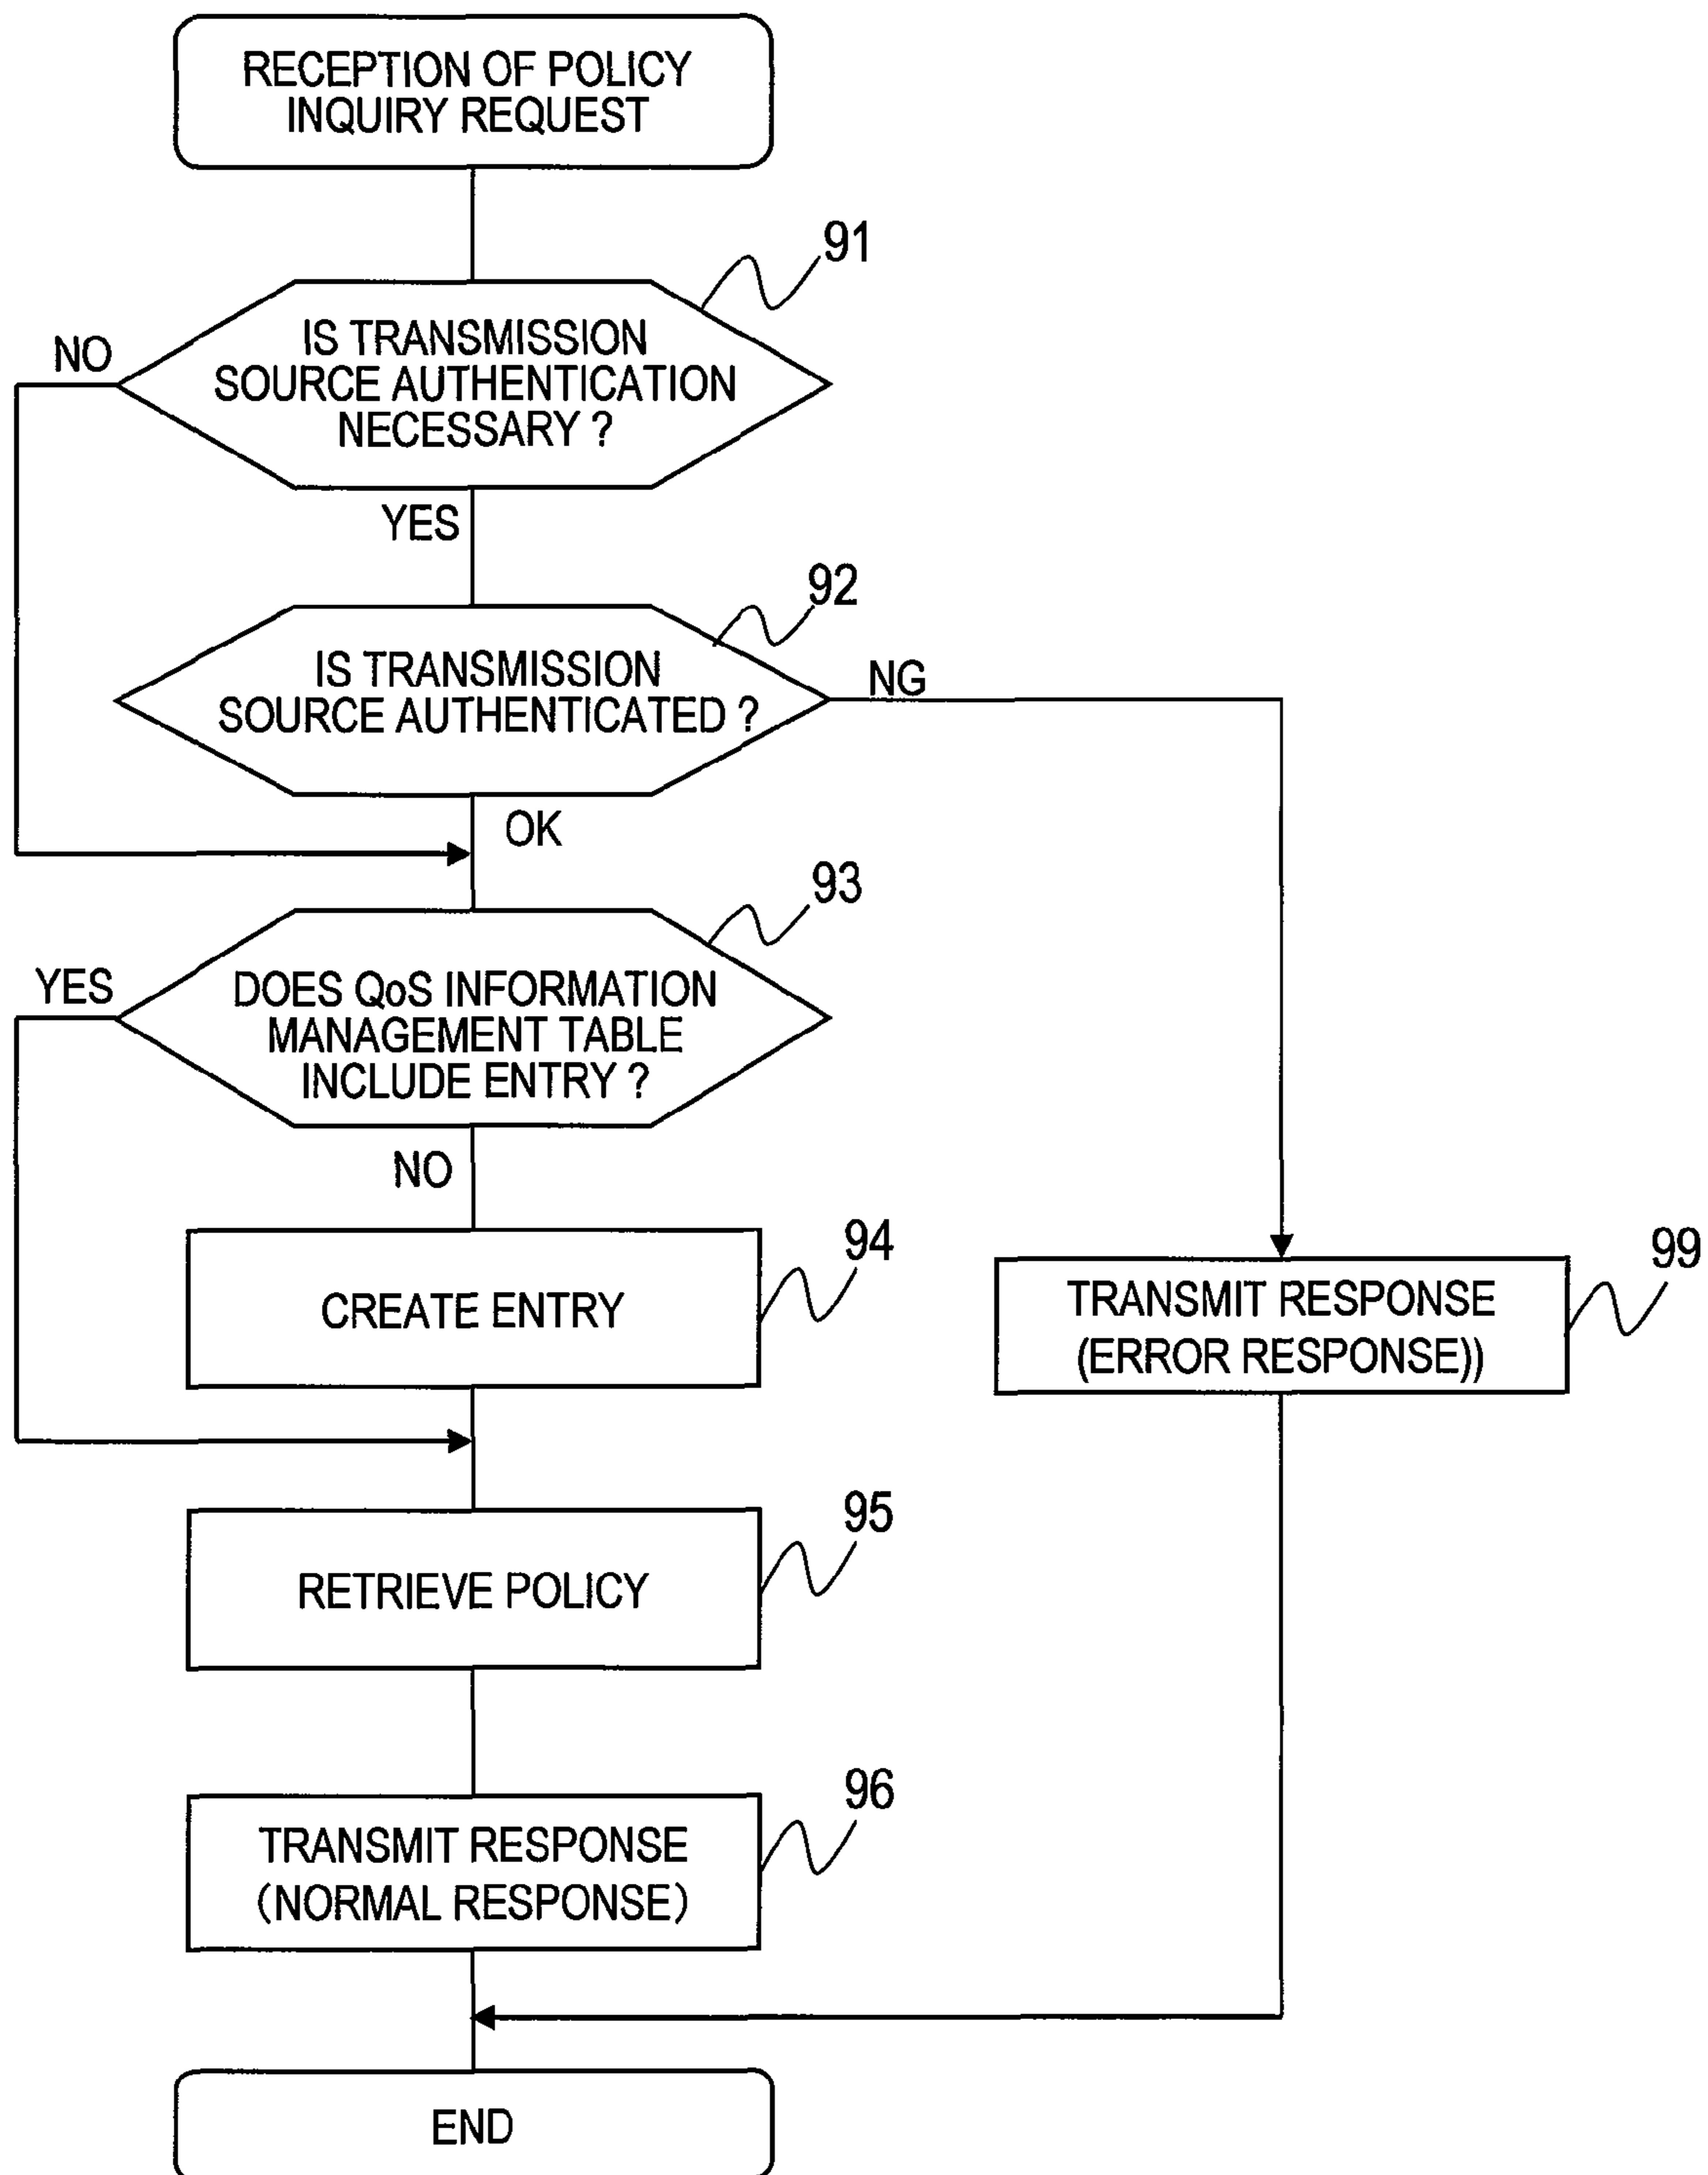 RECEPTION OF POLICY
INQUIRY REQUEST
91
IS TRANSMISSION
SOURCE AUTHENTICATION
NECESSARY ?
NO
YES
92
IS TRANSMISSION
SOURCE AUTHENTICATED ?
NG
OK
93
DOES QoS INFORMATION
MANAGEMENT TABLE
INCLUDE ENTRY ?
YES
NO
94
CREATE ENTRY
99
TRANSMIT RESPONSE
(ERROR RESPONSE))
95
RETRIEVE POLICY
96
TRANSMIT RESPONSE
(NORMAL RESPONSE)
END